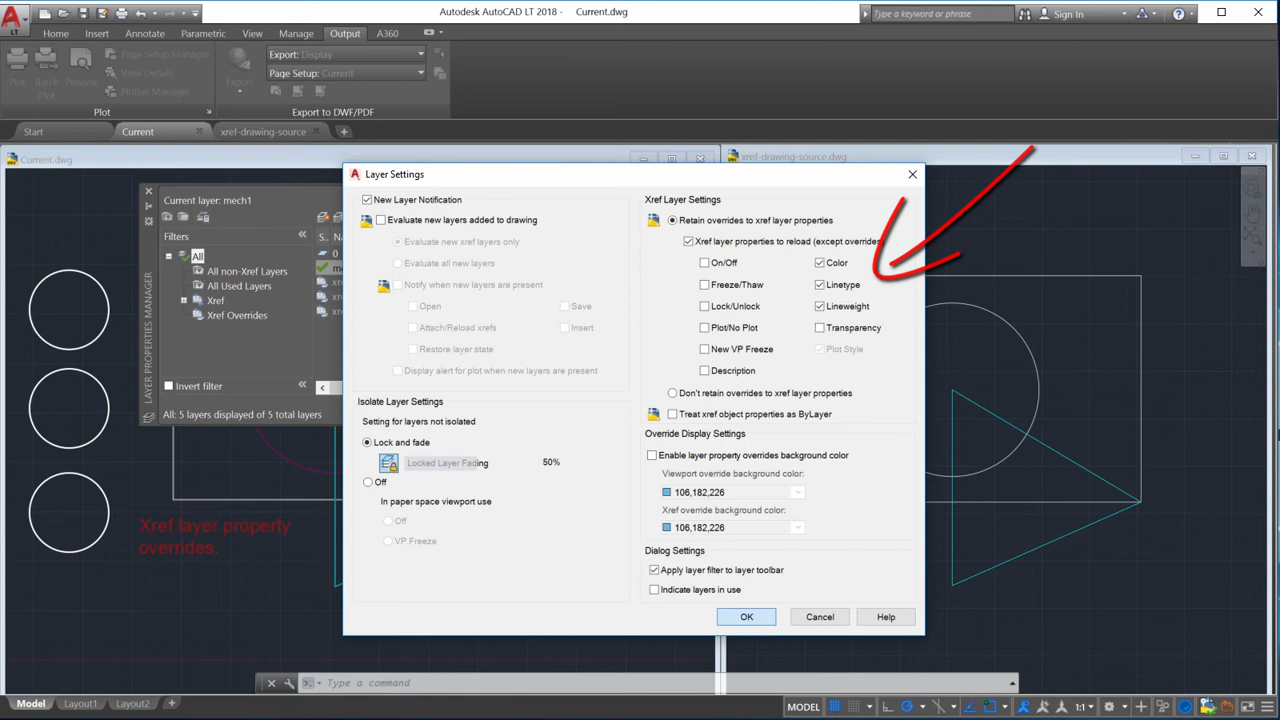 Autodesk AutoCAD LT 2018 - Current.dwg
Type a keyword or phrase
Sign In
LT
Home Insert Annotate Parametric View Manage Output A360
Plot
Batch
Plot
Preview
Page Setup Manager
View Details
Plotter Manager
Export
Export: Display
Page Setup: Current
Plot
Export to DWF/PDF
Start Current xref-drawing-source
Current.dwg
xref-drawing-source.dwg
LAYER PROPERTIES MANAGER
Current layer: mech1
Filters
All
All non-Xref Layers
All Used Layers
Xref
Xref Overrides
Invert filter
All: 5 layers displayed of 5 total layers
0
Xref layer property
overrides.
Layer Settings
New Layer Notification
Evaluate new layers added to drawing
Evaluate new xref layers only
Evaluate all new layers
Notify when new layers are present
Open Save
Attach/Reload xrefs Insert
Restore layer state
Display alert for plot when new layers are present
Isolate Layer Settings
Setting for layers not isolated
Lock and fade
Locked Layer Fading 50%
Off
In paper space viewport use
Off
VP Freeze
Xref Layer Settings
Retain overrides to xref layer properties
Xref layer properties to reload (except overrides
On/Off Color
Freeze/Thaw Linetype
Lock/Unlock Lineweight
Plot/No Plot Transparency
New VP Freeze Plot Style
Description
Don't retain overrides to xref layer properties
Treat xref object properties as ByLayer
Override Display Settings
Enable layer property overrides background color
Viewport override background color:
106,182,226
Xref override background color:
106,182,226
Dialog Settings
Apply layer filter to layer toolbar
Indicate layers in use
OK Cancel Help
Type a command
Model Layout1 Layout2
MODEL
1:1